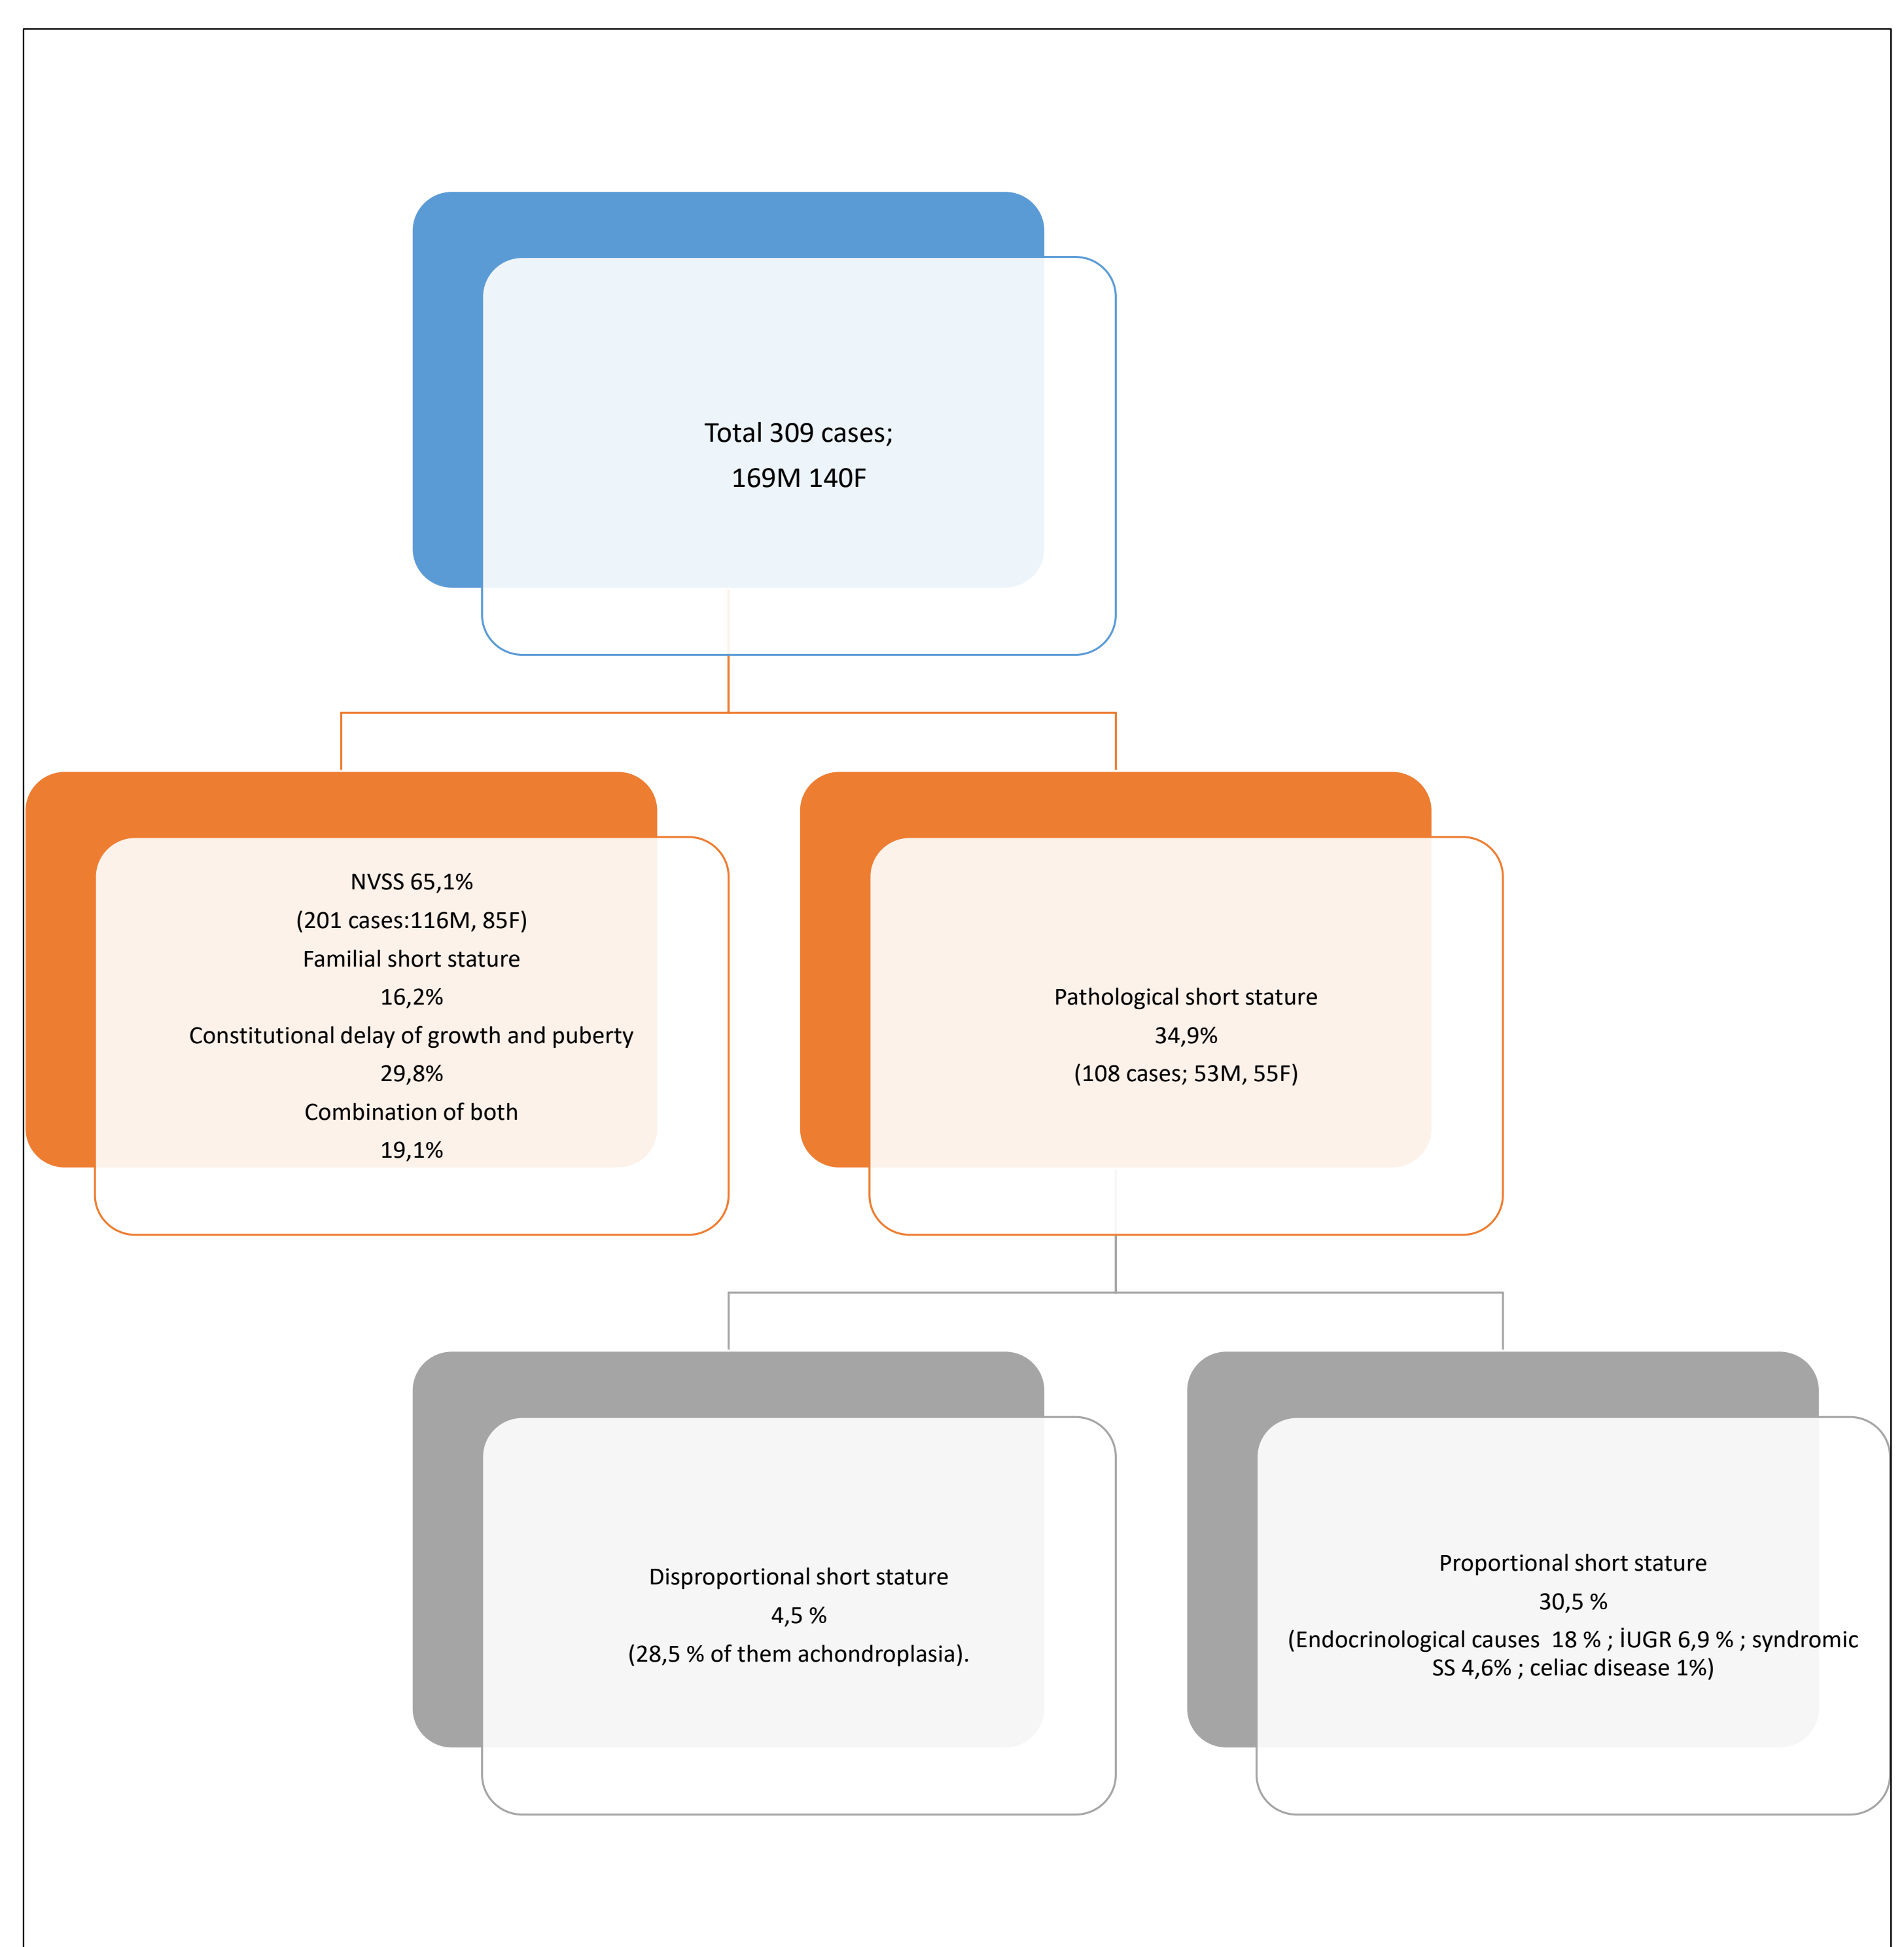 Total 309 cases;
169M 140F
NVSS 65,1%
(201 cases:116M, 85F)
Familial short stature
16,2%
Constitutional delay of growth and puberty
29,8%
Combination of both
19,1%
Pathological short stature
34,9%
(108 cases; 53M, 55F)
Disproportional short stature
4,5 %
(28,5 % of them achondroplasia).
Proportional short stature
30,5 %
(Endocrinological causes  18 % ; İUGR 6,9 % ; syndromic
SS 4,6% ; celiac disease 1%)